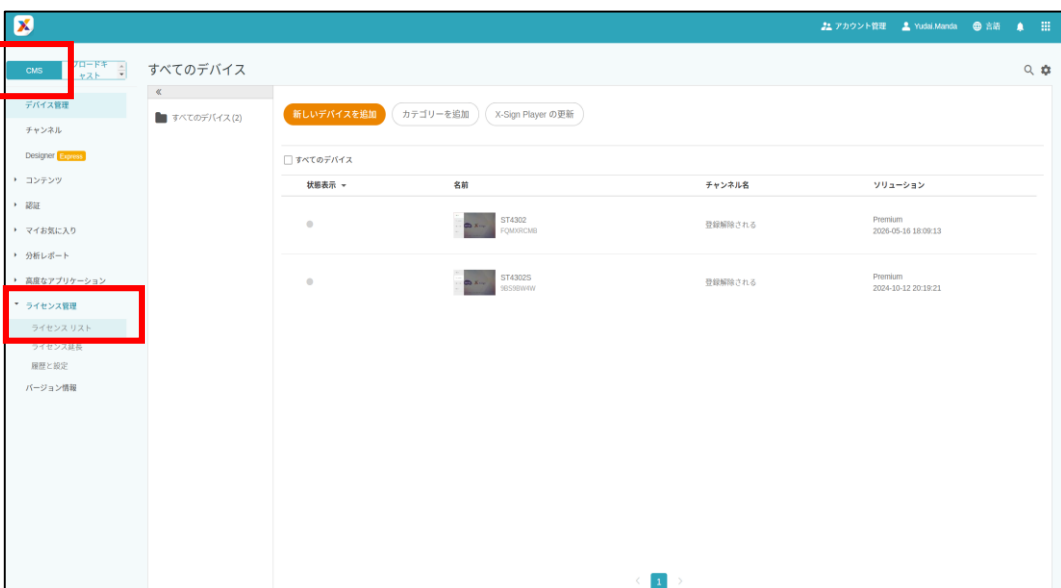 アカウント管理 Yudai.Manda 言語
CMS
ブロードキャスト
デバイス管理
チャンネル
Designer Express
コンテンツ
認証
マイお気に入り
分析レポート
高度なアプリケーション
ライセンス管理
ライセンス リスト
ライセンス延長
履歴と設定
バージョン情報
すべてのデバイス
すべてのデバイス (2)
新しいデバイスを追加 カテゴリーを追加 X-Sign Player の更新
すべてのデバイス
状態表示 名前 チャンネル名 ソリューション
ST4302 登録解除される Premium
FQMXRCMB 2026-05-16 18:09:13
ST4302S 登録解除される Premium
9BS9BW4W 2024-10-12 20:19:21
1